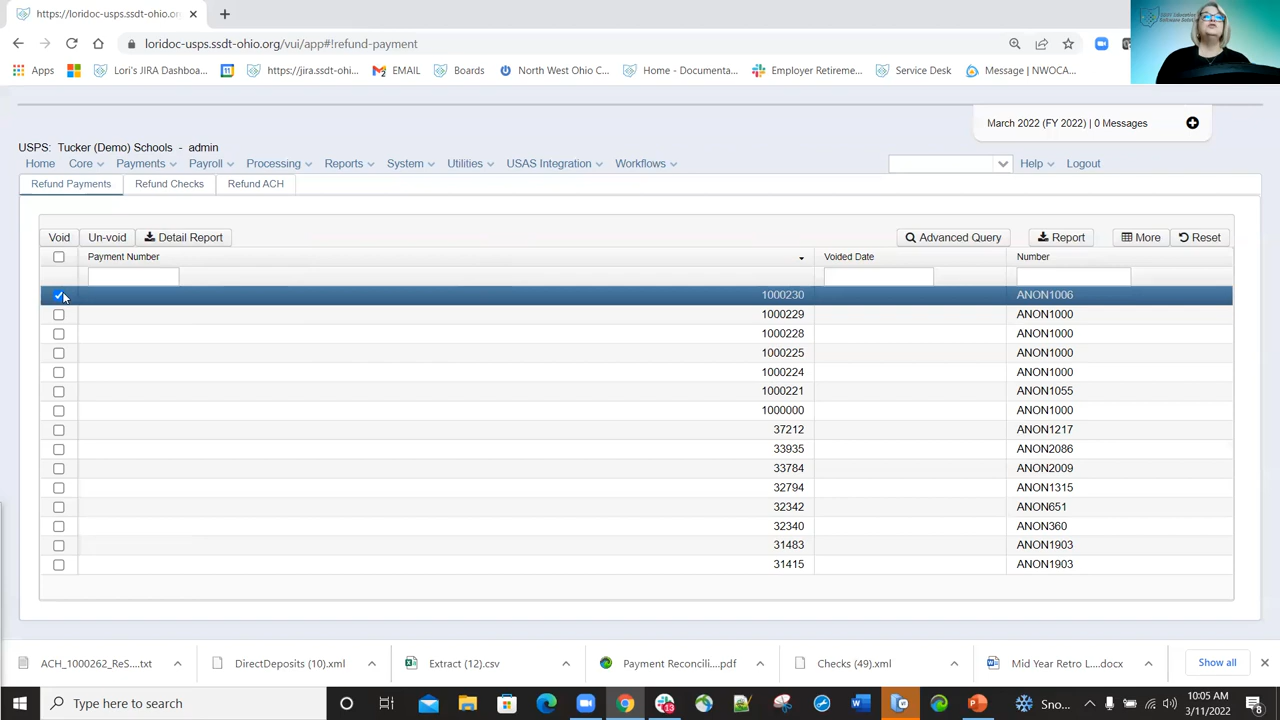 https://loridoc-usps.ssdt-ohio.org/
loridoc-usps.ssdt-ohio.org/vui/app#!refund-payment
Apps Lori's JIRA Dashboa... https://jira.ssdt-ohi... EMAIL Boards North West Ohio C... Home - Documenta... Employer Retireme... Service Desk Message | NWOCA...
March 2022 (FY 2022) | 0 Messages
USPS: Tucker (Demo) Schools - admin
Home Core Payments Payroll Processing Reports System Utilities USAS Integration Workflows Help Logout
Refund Payments Refund Checks Refund ACH
Void Un-void Detail Report Advanced Query Report More Reset
Payment Number Voided Date Number
1000230 ANON1006
1000229 ANON1000
1000228 ANON1000
1000225 ANON1000
1000224 ANON1000
1000221 ANON1055
1000000 ANON1000
37212 ANON1217
33935 ANON2086
33784 ANON2009
32794 ANON1315
32342 ANON651
32340 ANON360
31483 ANON1903
31415 ANON1903
ACH_1000262_ReS....txt DirectDeposits (10).xml Extract (12).csv Payment Reconcili....pdf Checks (49).xml Mid Year Retro L....docx Show all
Type here to search
Sno...
10:05 AM
3/11/2022